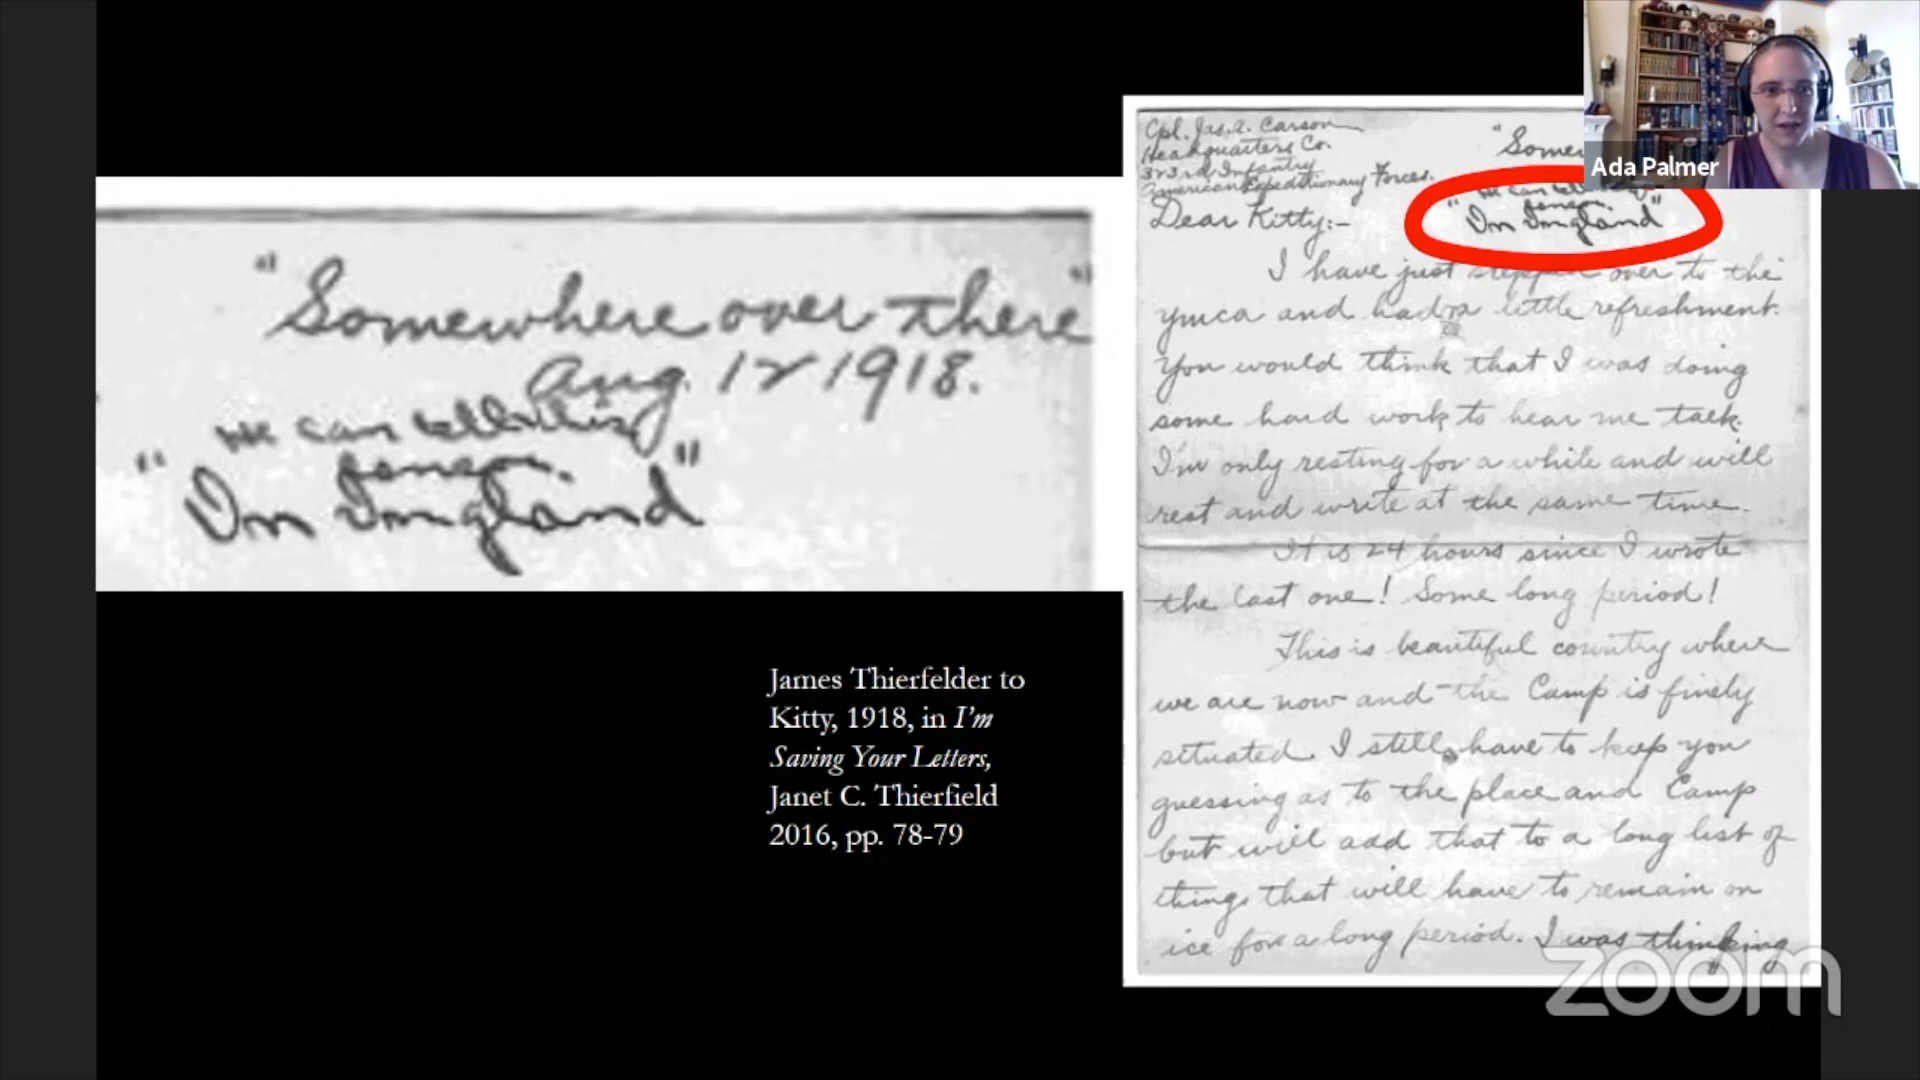 "Somewhere over there"
Aug. 12 1918.
We can tell this
"In England"
James Thierfelder to
Kitty, 1918, in I'm
Saving Your Letters,
Janet C. Thierfield
2016, pp. 78-79
Cpl. Jas. A. Carson
Headquarters Co.
323rd Infantry
American Expeditionary Forces.
"Some
We can tell
"In England"
Dear Kitty:-
I have just stepped over to the
YMCA and had a little refreshment.
You would think that I was doing
some hard work to hear me talk.
I'm only resting for a while and will
rest and write at the same time.
It is 24 hours since I wrote
the last one! Some long period!
This is beautiful country where
we are now and the Camp is finely
situated. I still have to keep you
guessing as to the place and Camp
but will add that to a long list of
things that will have to remain on
ice for a long period. I was thinking
Ada Palmer
zoom